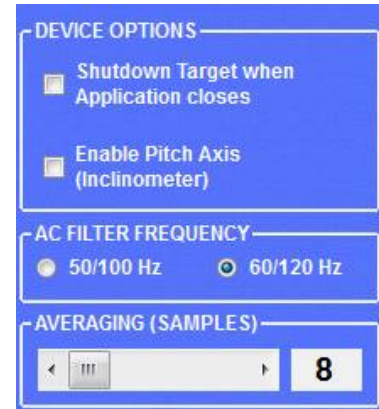 DEVICE OPTIONS
Shutdown Target when
Application closes
Enable Pitch Axis
(Inclinometer)
AC FILTER FREQUENCY
50/100 Hz 60/120 Hz
AVERAGING (SAMPLES)
8